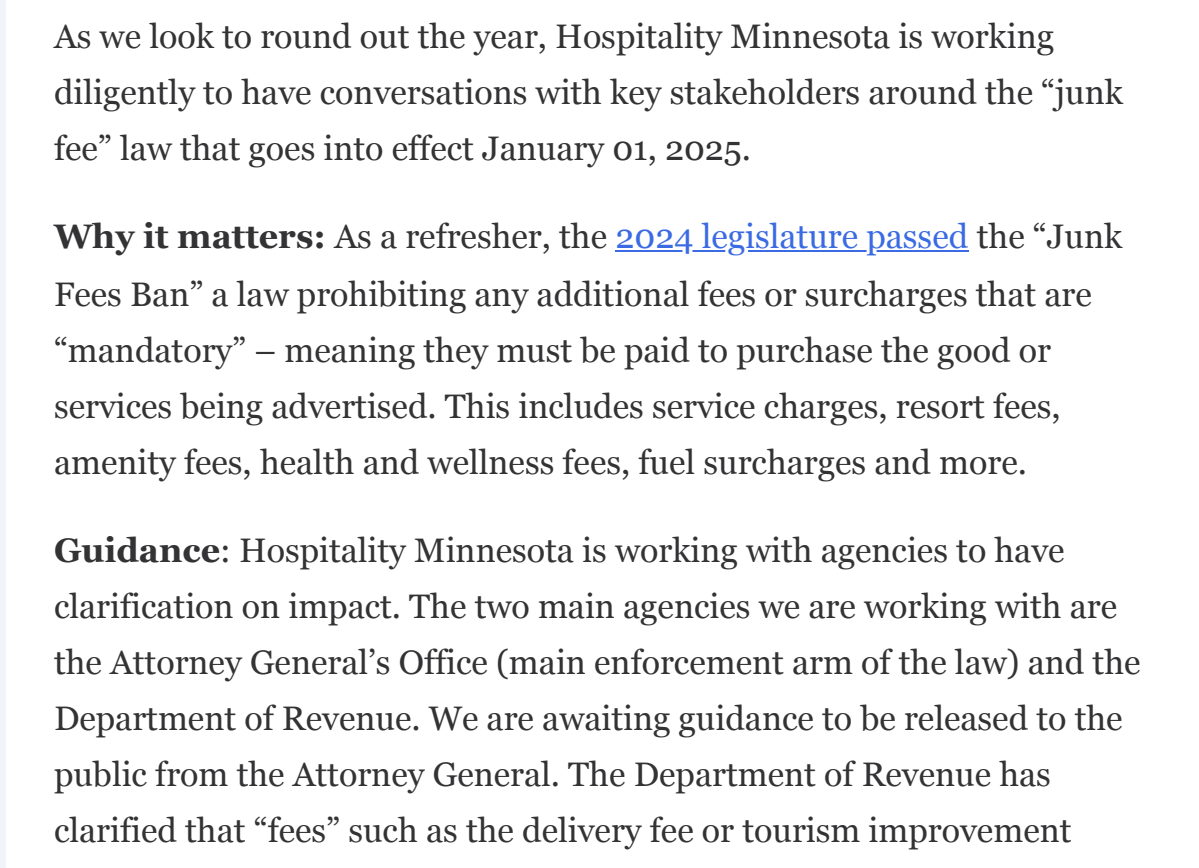 As we look to round out the year, Hospitality Minnesota is working
diligently to have conversations with key stakeholders around the “junk
fee” law that goes into effect January 01, 2025.
Why it matters: As a refresher, the 2024 legislature passed the “Junk
Fees Ban” a law prohibiting any additional fees or surcharges that are
“mandatory” – meaning they must be paid to purchase the good or
services being advertised. This includes service charges, resort fees,
amenity fees, health and wellness fees, fuel surcharges and more.
Guidance: Hospitality Minnesota is working with agencies to have
clarification on impact. The two main agencies we are working with are
the Attorney General’s Office (main enforcement arm of the law) and the
Department of Revenue. We are awaiting guidance to be released to the
public from the Attorney General. The Department of Revenue has
clarified that “fees” such as the delivery fee or tourism improvement